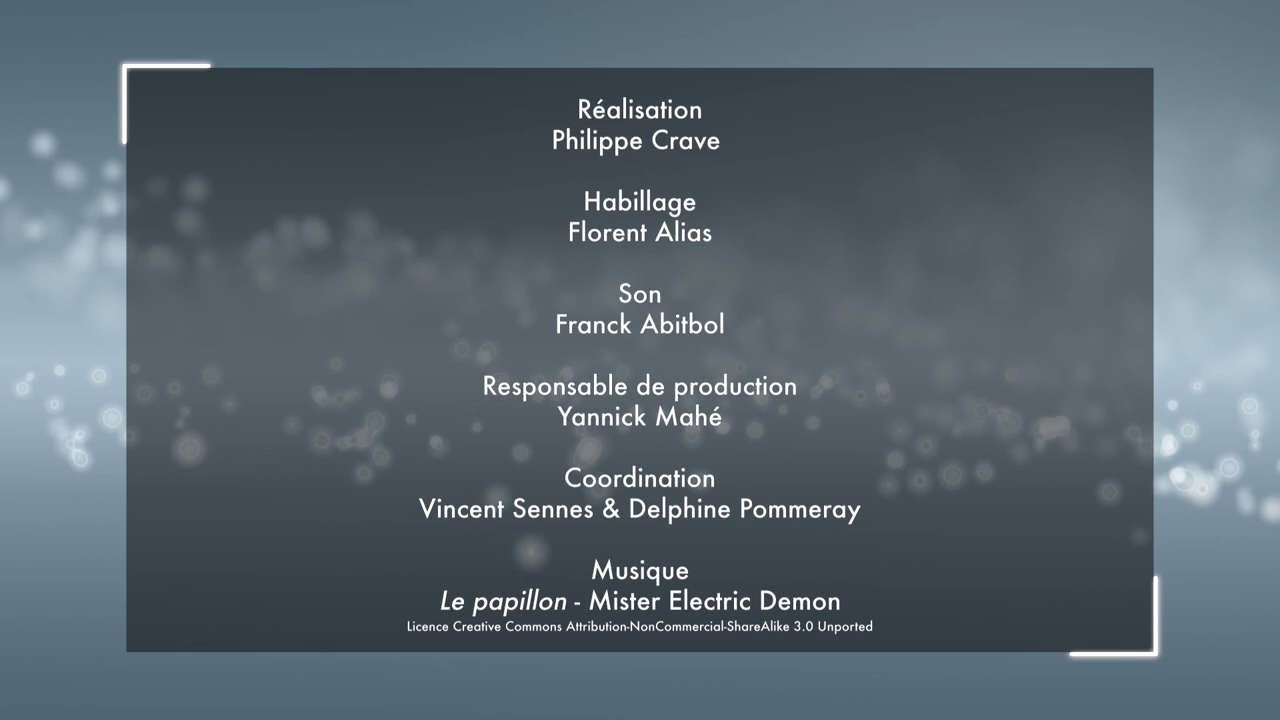 Réalisation
Philippe Crave
Habillage
Florent Alias
Son
Franck Abitbol
Responsable de production
Yannick Mahé
Coordination
Vincent Sennes & Delphine Pommeray
Musique
Le papillon - Mister Electric Demon
Licence Creative Commons Attribution-NonCommercial-ShareAlike 3.0 Unported